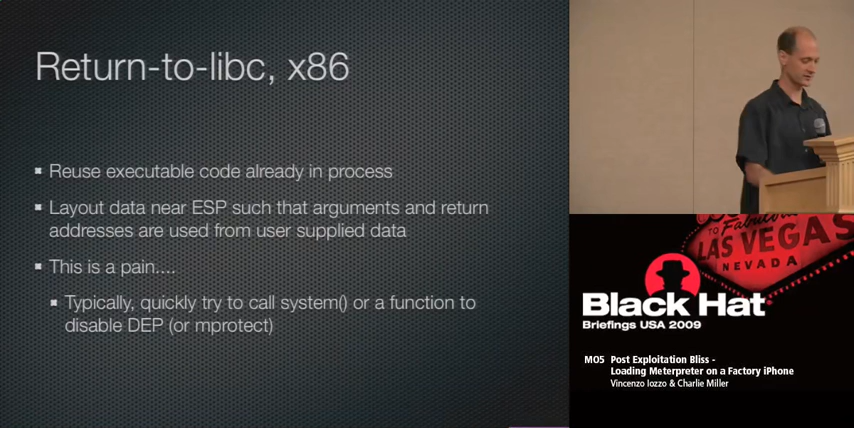 Return-to-libc, x86
Reuse executable code already in process
Layout data near ESP such that arguments and return
addresses are used from user supplied data
This is a pain....
Typically, quickly try to call system() or a function to
disable DEP (or mprotect)
TO Fabulous
LAS VEGAS
NEVADA
Black Hat
Briefings USA 2009
MO5 Post Exploitation Bliss -
Loading Meterpreter on a Factory iPhone
Vincenzo Iozzo & Charlie Miller